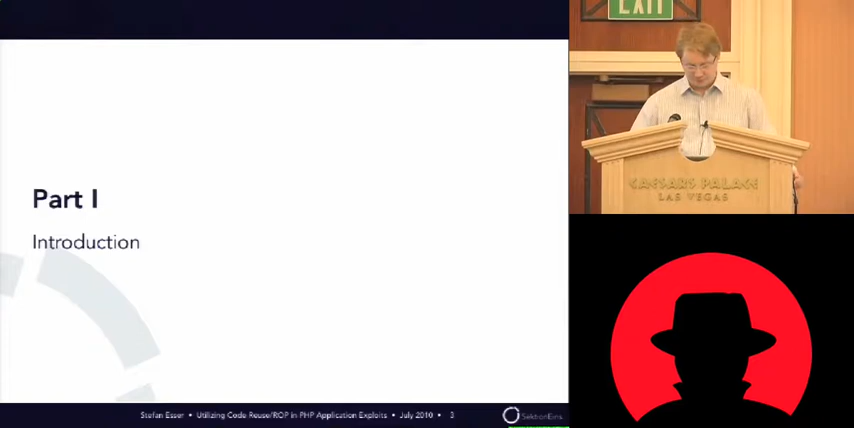 Part I
Introduction
Stefan Esser • Utilizing Code Reuse/ROP in PHP Application Exploits • July 2010 • 3
SektionEins
EXIT
CAESARS PALACE
LAS VEGAS